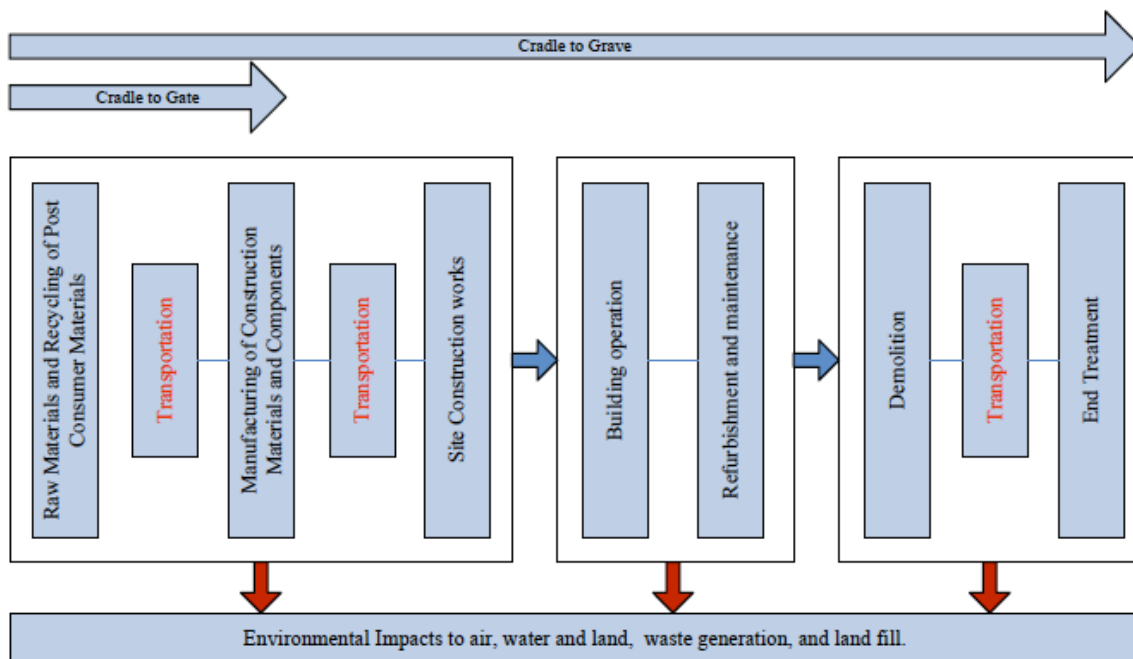 Cradle to Grave
Cradle to Gate
Raw Materials and Recycling of Post
Consumer Materials
Transportation
Manufacturing of Construction
Materials and Components
Transportation
Site Construction works
Building operation
Refurbishment and maintenance
Demolition
Transportation
End Treatment
Environmental Impacts to air, water and land, waste generation, and land fill.